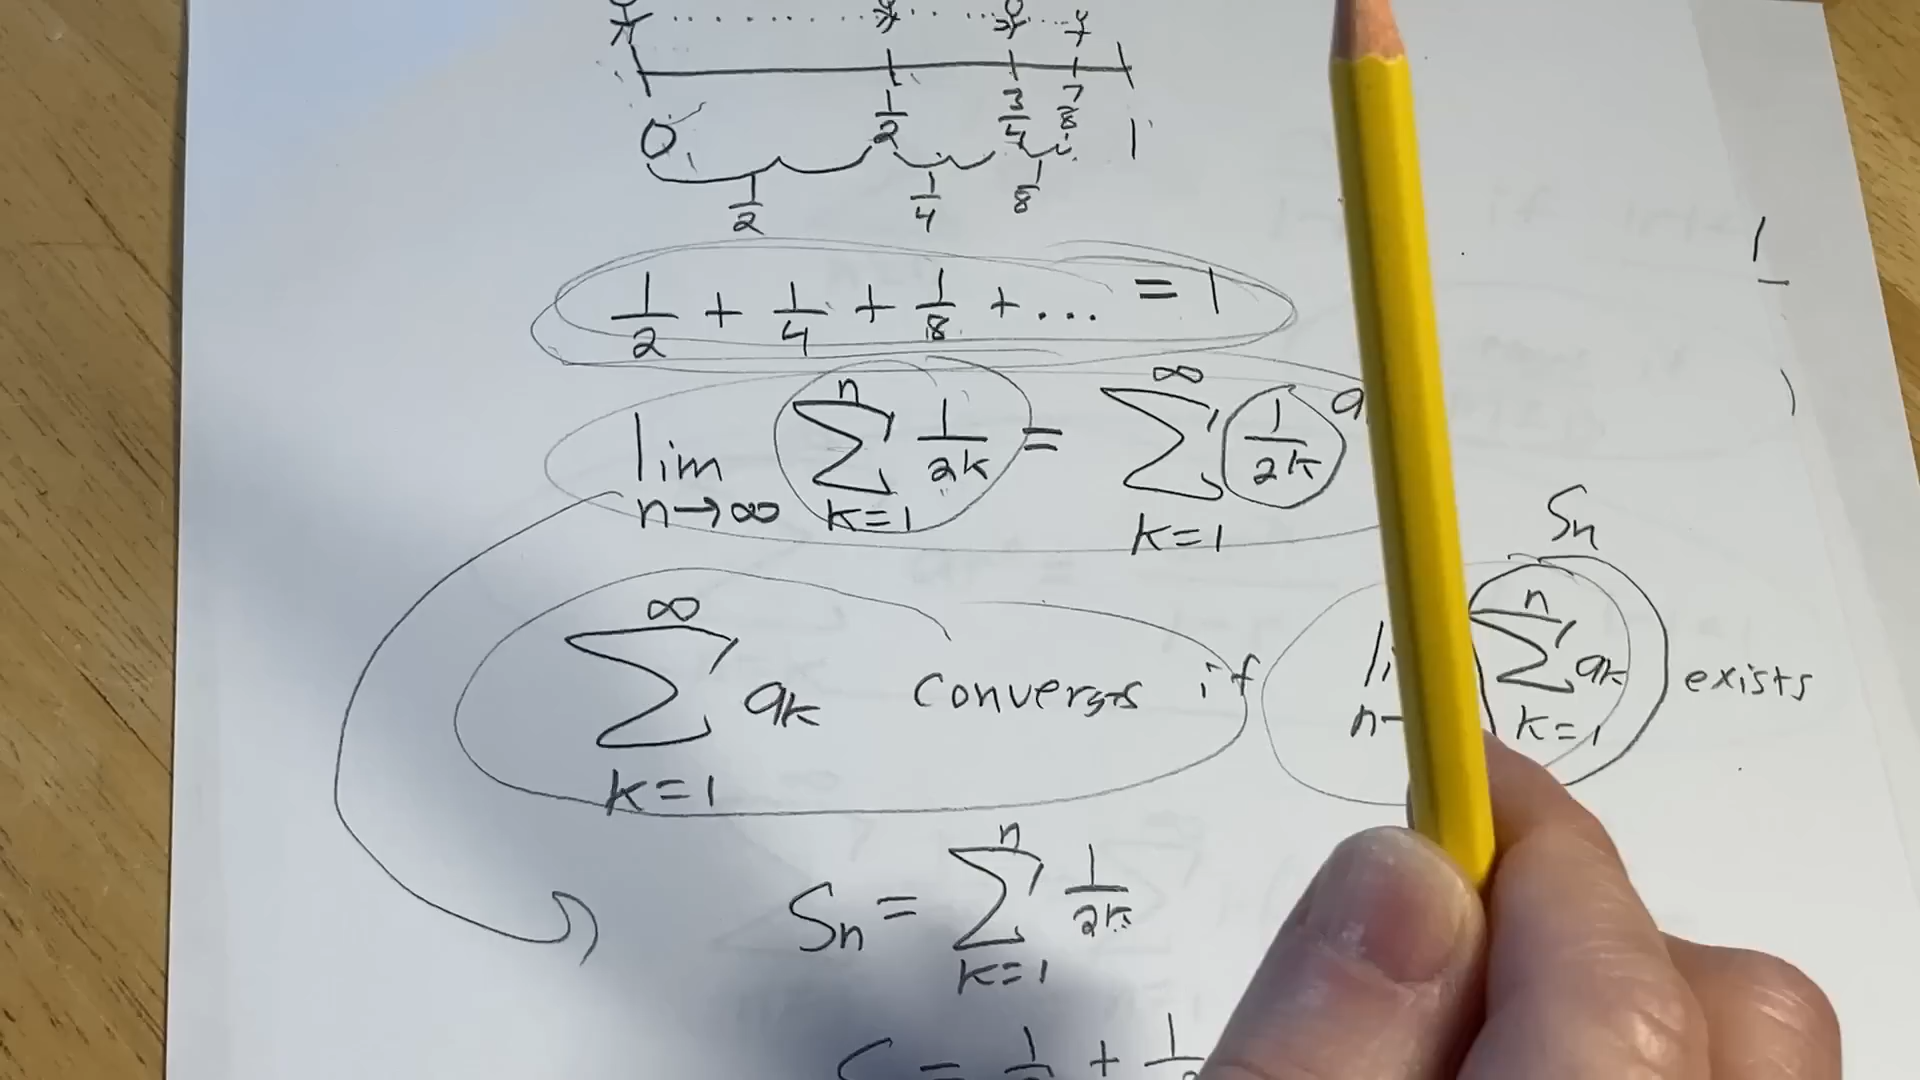 1/2 3/4 7/8
0 1
1/2 1/4 1/8
1/2 + 1/4 + 1/8 + ... = 1
lim n→∞ ∑ k=1 n 1/2k = ∑ k=1 ∞ 1/2k
Sn
∑ k=1 ∞ ak converges if n ∑ k=1 ak exists
Sn = ∑ k=1 n 1/2k
= +